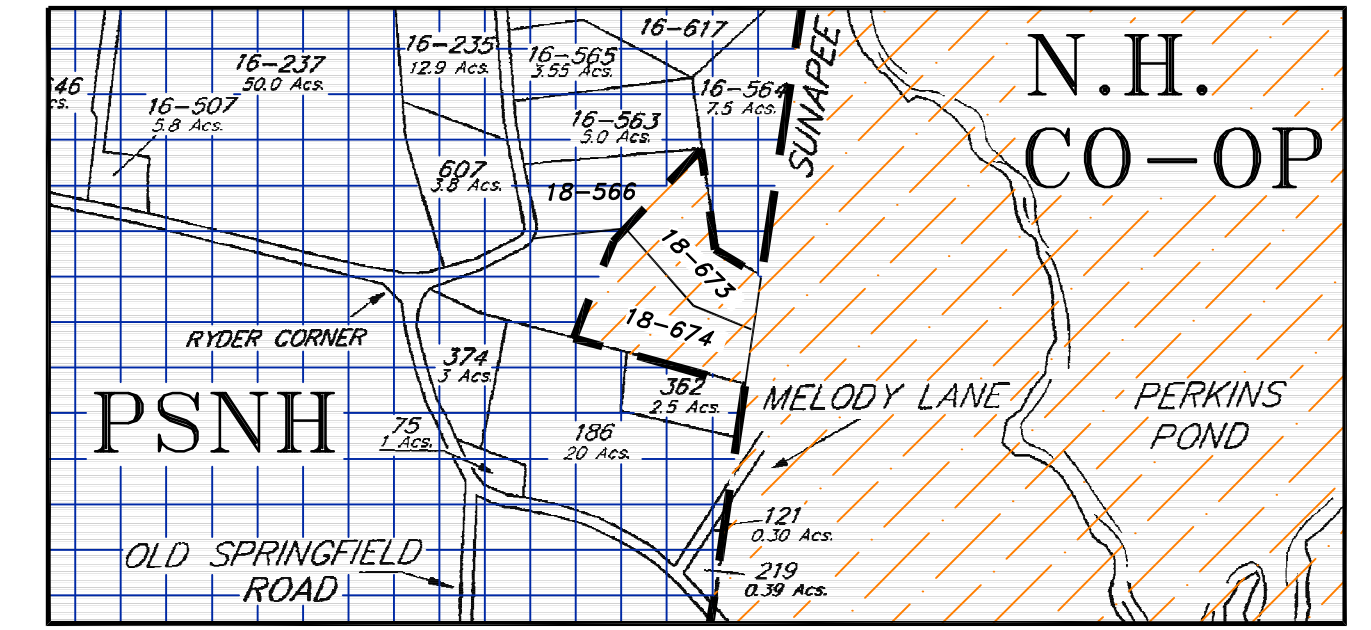 16-617
N.H.
CO-OP
SUNAPEE
16-235
12.9 Acs.
16-237
50.0 Acs.
16-565
3.55 Acs.
16-564
7.5 Acs.
46
cs.
16-507
5.8 Acs.
16-563
5.0 Acs.
607
3.8 Acs.
18-566
18-673
18-674
RYDER CORNER
374
3 Acs.
362
2.5 Acs.
MELODY LANE
PERKINS
POND
PSNH
75
1 Acs.
186
20 Acs.
121
0.30 Acs.
OLD SPRINGFIELD
ROAD
219
0.39 Acs.